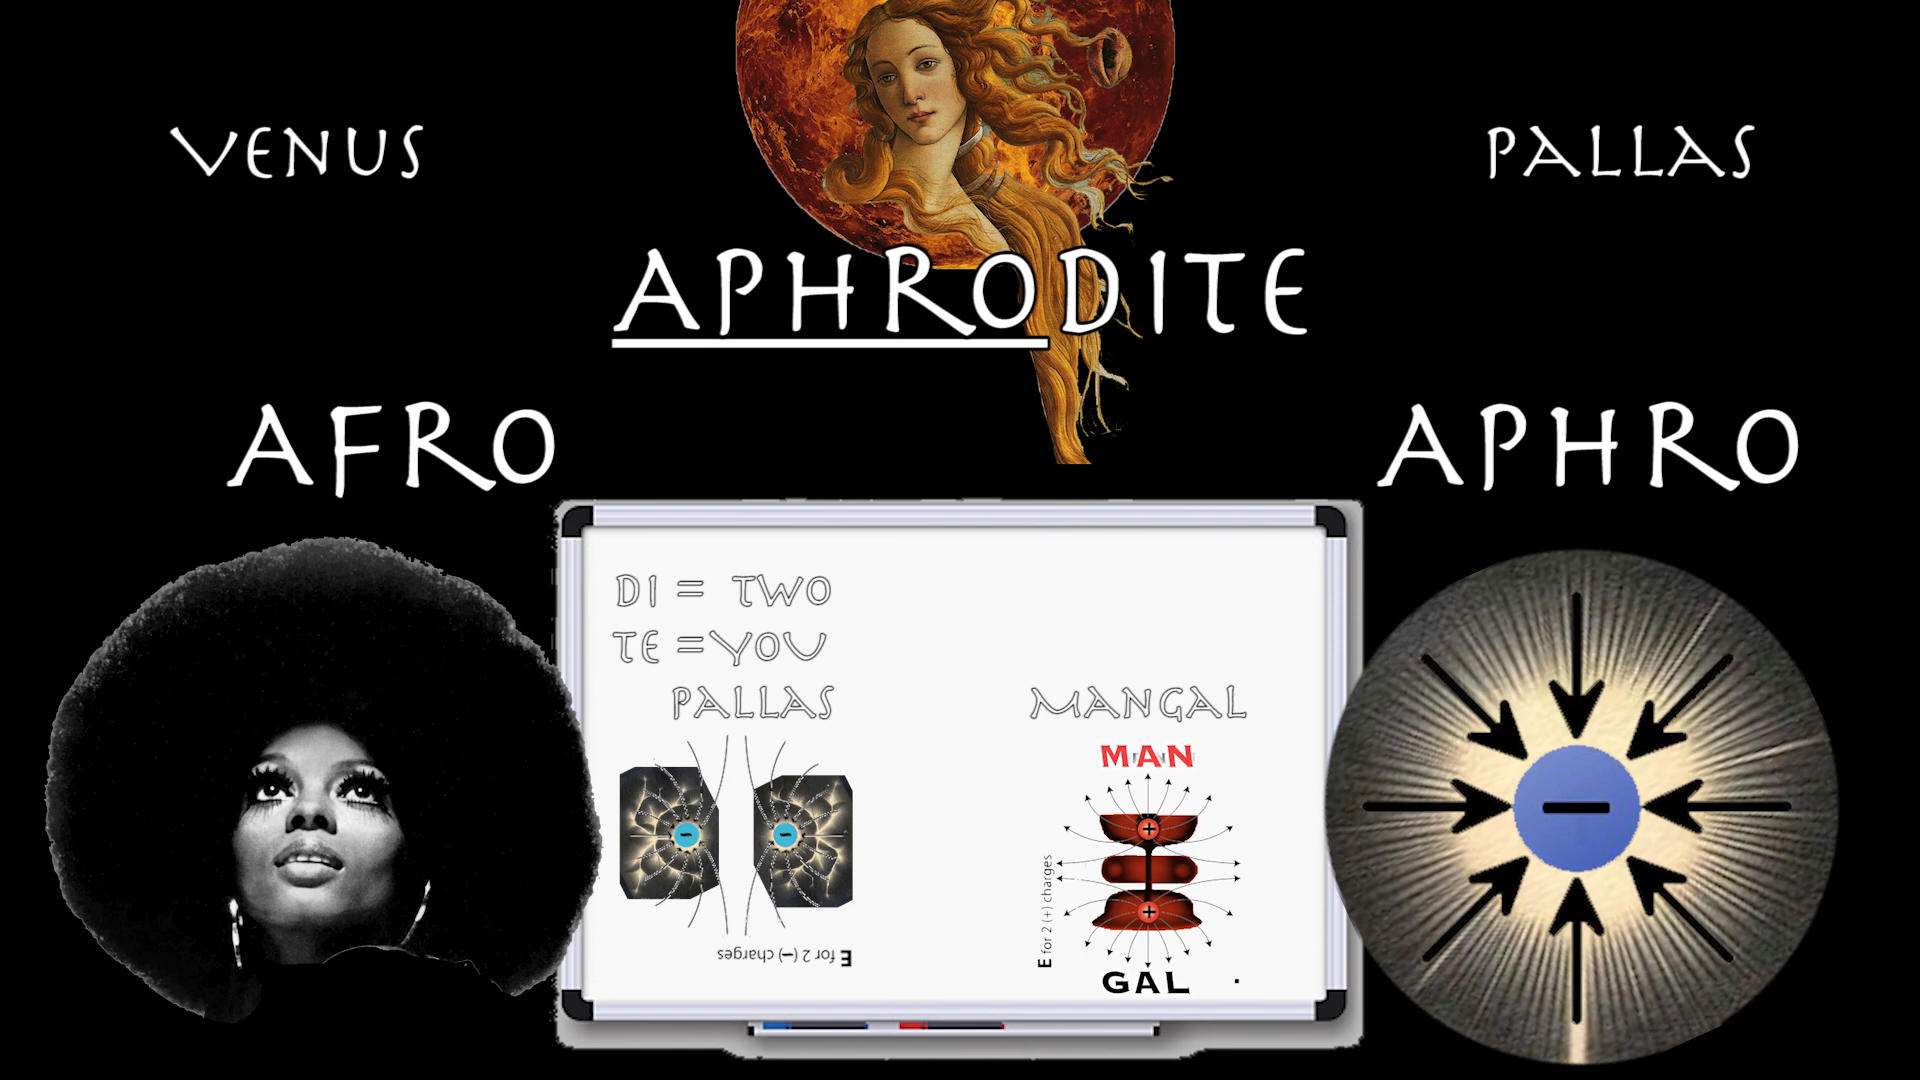 VENUS
PALLAS
APHRODITE
AFRO
APHRO
DI = TWO
TE = YOU
PALLAS
MANGAL
MAN
E for 2 (−) charges
E for 2 (+) charges
GAL